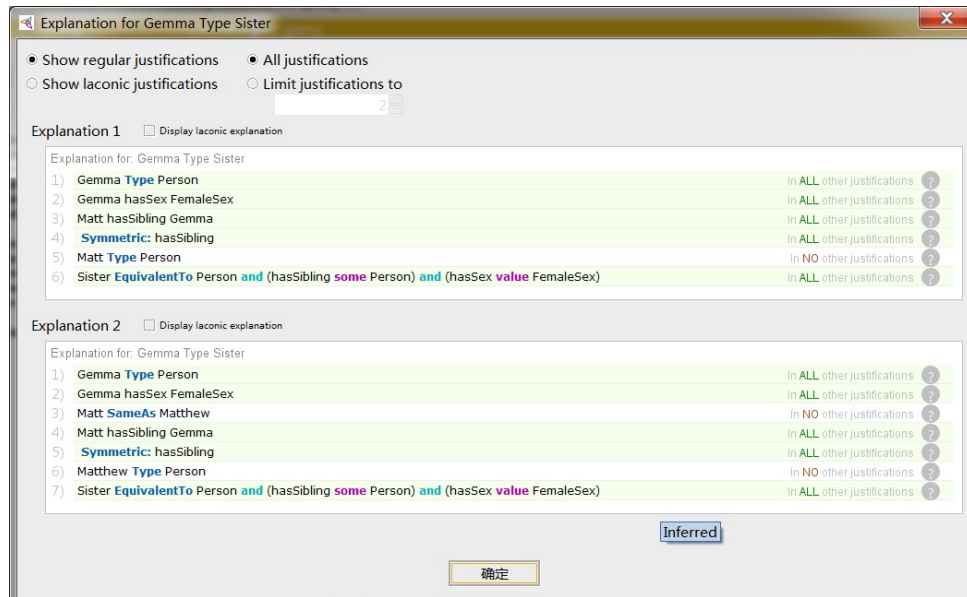 Explanation for Gemma Type Sister
X
Show regular justifications All justifications
Show laconic justifications Limit justifications to
2
Explanation 1 Display laconic explanation
Explanation for: Gemma Type Sister
1) Gemma Type Person In ALL other justifications ?
2) Gemma hasSex FemaleSex In ALL other justifications ?
3) Matt hasSibling Gemma In ALL other justifications ?
4) Symmetric: hasSibling In ALL other justifications ?
5) Matt Type Person In NO other justifications ?
6) Sister EquivalentTo Person and (hasSibling some Person) and (hasSex value FemaleSex) In ALL other justifications ?
Explanation 2 Display laconic explanation
Explanation for: Gemma Type Sister
1) Gemma Type Person In ALL other justifications ?
2) Gemma hasSex FemaleSex In ALL other justifications ?
3) Matt SameAs Matthew In NO other justifications ?
4) Matt hasSibling Gemma In ALL other justifications ?
5) Symmetric: hasSibling In ALL other justifications ?
6) Matthew Type Person In NO other justifications ?
7) Sister EquivalentTo Person and (hasSibling some Person) and (hasSex value FemaleSex) In ALL other justifications ?
Inferred
确定